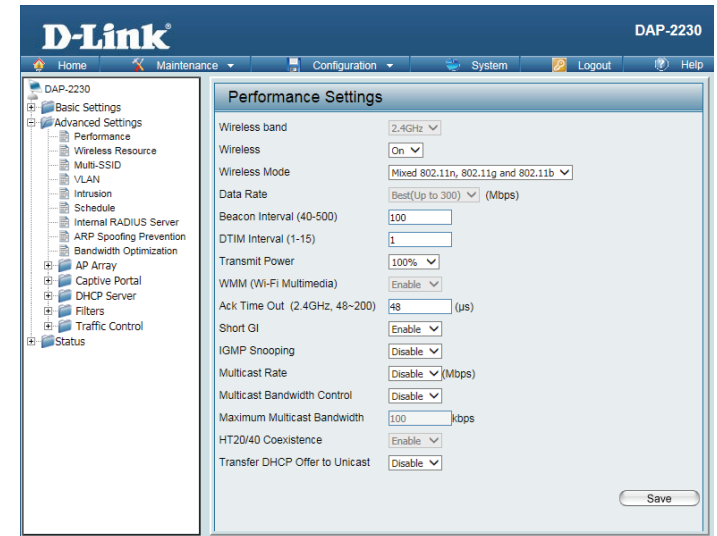 D-Link®
DAP-2230
Home Maintenance Configuration System Logout Help
DAP-2230
Basic Settings
Advanced Settings
Performance
Wireless Resource
Multi-SSID
VLAN
Intrusion
Schedule
Internal RADIUS Server
ARP Spoofing Prevention
Bandwidth Optimization
AP Array
Captive Portal
DHCP Server
Filters
Traffic Control
Status
Performance Settings
Wireless band 2.4GHz
Wireless On
Wireless Mode Mixed 802.11n, 802.11g and 802.11b
Data Rate Best(Up to 300) (Mbps)
Beacon Interval (40-500) 100
DTIM Interval (1-15) 1
Transmit Power 100%
WMM (Wi-Fi Multimedia) Enable
Ack Time Out (2.4GHz, 48~200) 48 (μs)
Short GI Enable
IGMP Snooping Disable
Multicast Rate Disable (Mbps)
Multicast Bandwidth Control Disable
Maximum Multicast Bandwidth 100 kbps
HT20/40 Coexistence Enable
Transfer DHCP Offer to Unicast Disable
Save